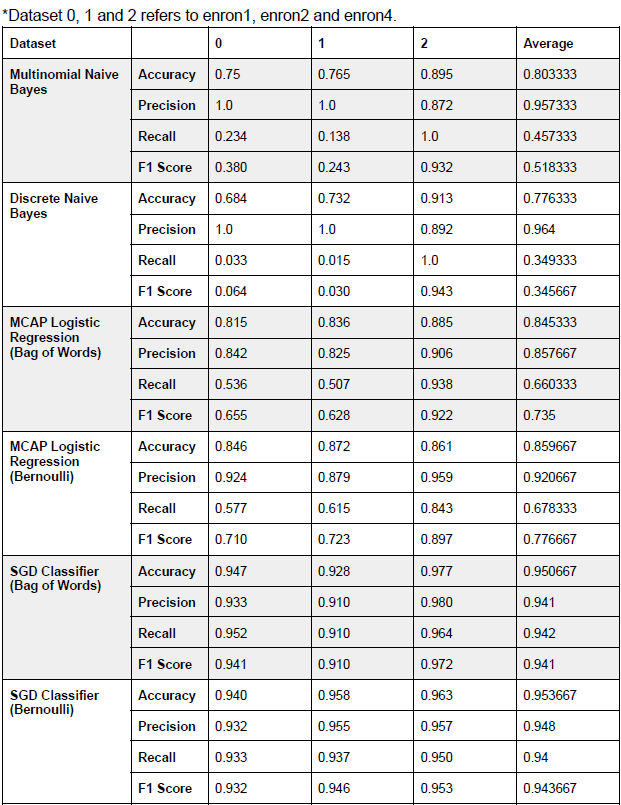 *Dataset 0, 1 and 2 refers to enron1, enron2 and enron4.
Dataset 0 1 2 Average
Multinomial Naive Bayes Accuracy 0.75 0.765 0.895 0.803333
Precision 1.0 1.0 0.872 0.957333
Recall 0.234 0.138 1.0 0.457333
F1 Score 0.380 0.243 0.932 0.518333
Discrete Naive Bayes Accuracy 0.684 0.732 0.913 0.776333
Precision 1.0 1.0 0.892 0.964
Recall 0.033 0.015 1.0 0.349333
F1 Score 0.064 0.030 0.943 0.345667
MCAP Logistic Regression (Bag of Words) Accuracy 0.815 0.836 0.885 0.845333
Precision 0.842 0.825 0.906 0.857667
Recall 0.536 0.507 0.938 0.660333
F1 Score 0.655 0.628 0.922 0.735
MCAP Logistic Regression (Bernoulli) Accuracy 0.846 0.872 0.861 0.859667
Precision 0.924 0.879 0.959 0.920667
Recall 0.577 0.615 0.843 0.678333
F1 Score 0.710 0.723 0.897 0.776667
SGD Classifier (Bag of Words) Accuracy 0.947 0.928 0.977 0.950667
Precision 0.933 0.910 0.980 0.941
Recall 0.952 0.910 0.964 0.942
F1 Score 0.941 0.910 0.972 0.941
SGD Classifier (Bernoulli) Accuracy 0.940 0.958 0.963 0.953667
Precision 0.932 0.955 0.957 0.948
Recall 0.933 0.937 0.950 0.94
F1 Score 0.932 0.946 0.953 0.943667